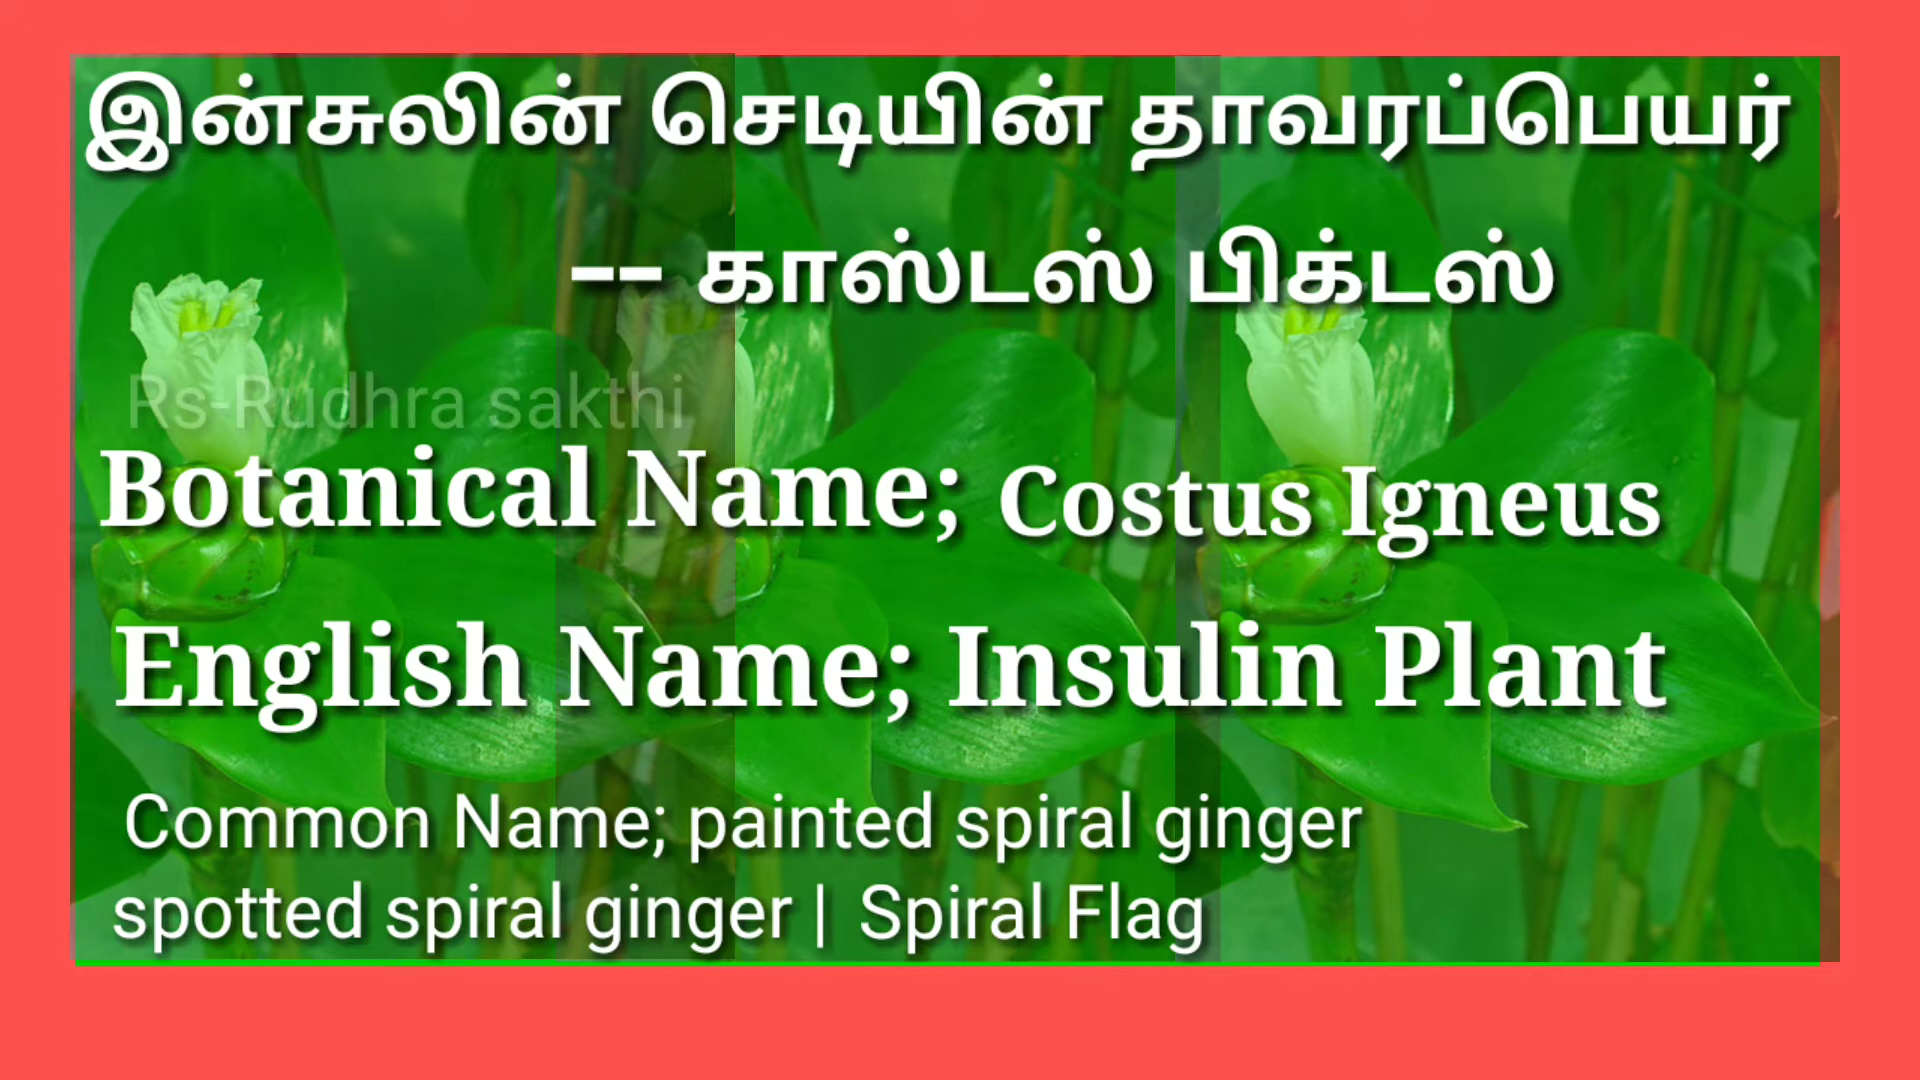 இன்சுலின் செடியின் தாவரப்பெயர்
-- காஸ்டஸ் பிக்டஸ்
Rs-Rudhra sakthi
Botanical Name; Costus Igneus
English Name; Insulin Plant
Common Name; painted spiral ginger
spotted spiral ginger | Spiral Flag